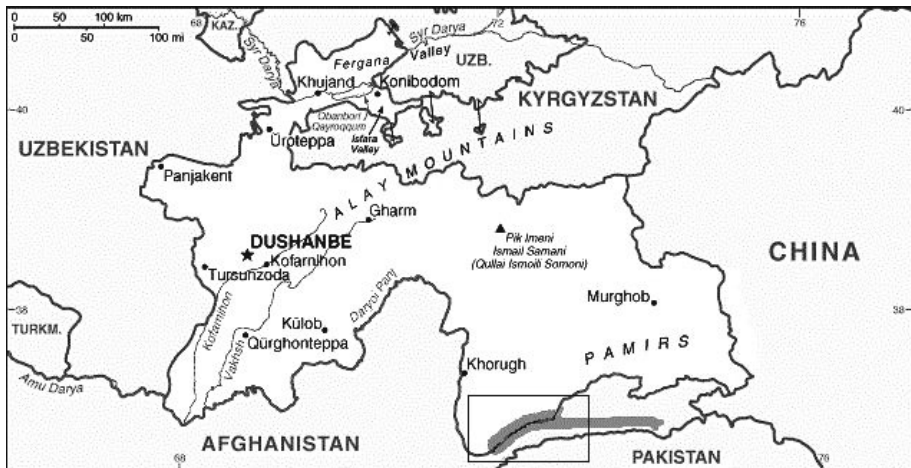 0 50 100 km
0 50 100 mi
68
KAZ.
72
76
Syr Darya
Syr Darya
Valley
Fergana
UZB.
Khujand
Konibodom
KYRGYZSTAN
40
40
Obanbori
Qayroqqum
Isfara
Valley
Ŭroteppa
UZBEKISTAN
Panjakent
ALAY MOUNTAINS
Gharm
DUSHANBE
Kofarnihon
Tursunzoda
Pik Imeni
Ismail Samani
(Qullai Ismoili Somoni)
CHINA
Murghob
38
38
TURKM.
Kofarnihon
Vakhsh
Kŭlob
Qŭrghonteppa
Daryoi Panj
PAMIRS
Khorugh
Amu Darya
AFGHANISTAN
PAKISTAN
68
76